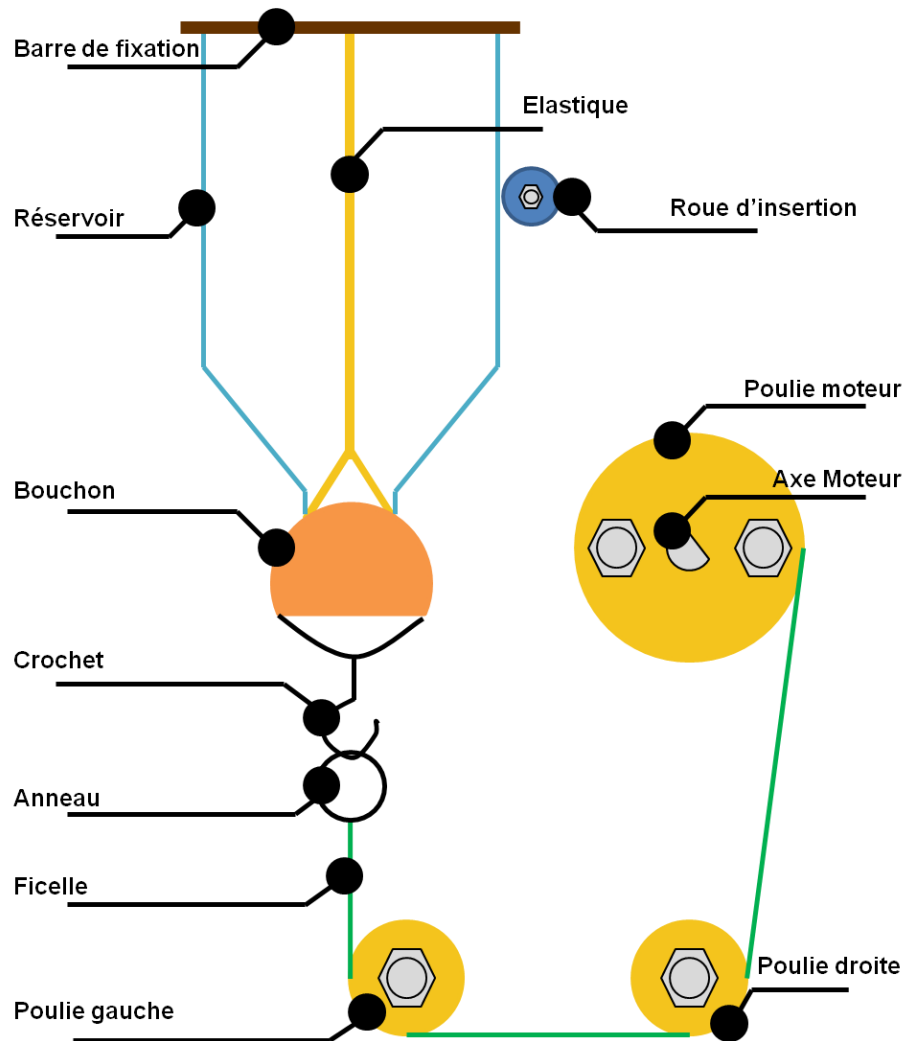 Barre de fixation
Elastique
Réservoir
Roue d’insertion
Poulie moteur
Axe Moteur
Bouchon
Crochet
Anneau
Ficelle
Poulie droite
Poulie gauche